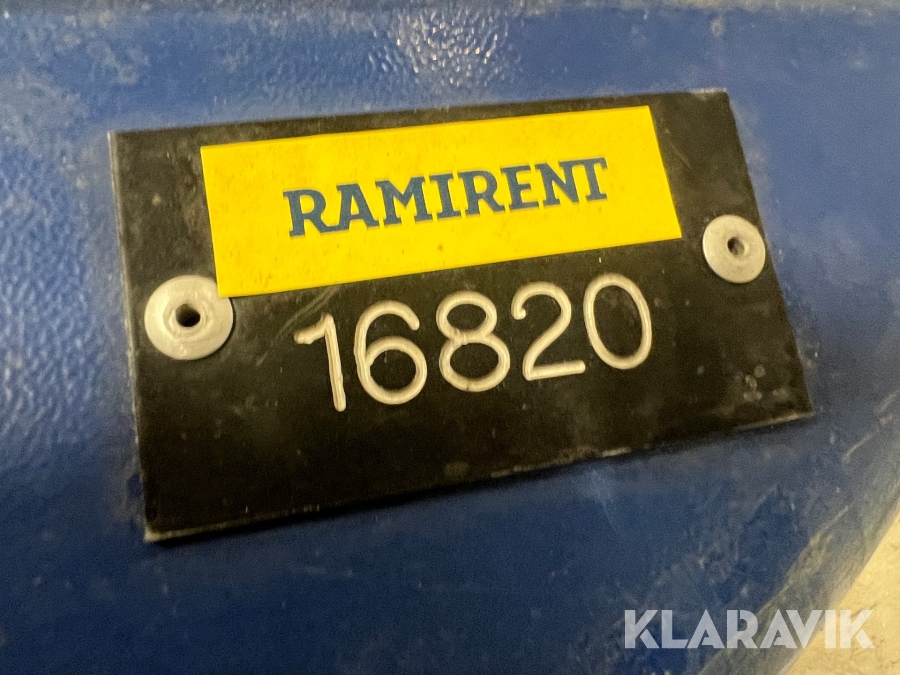 RAMIRENT
16820
KLARAVIK